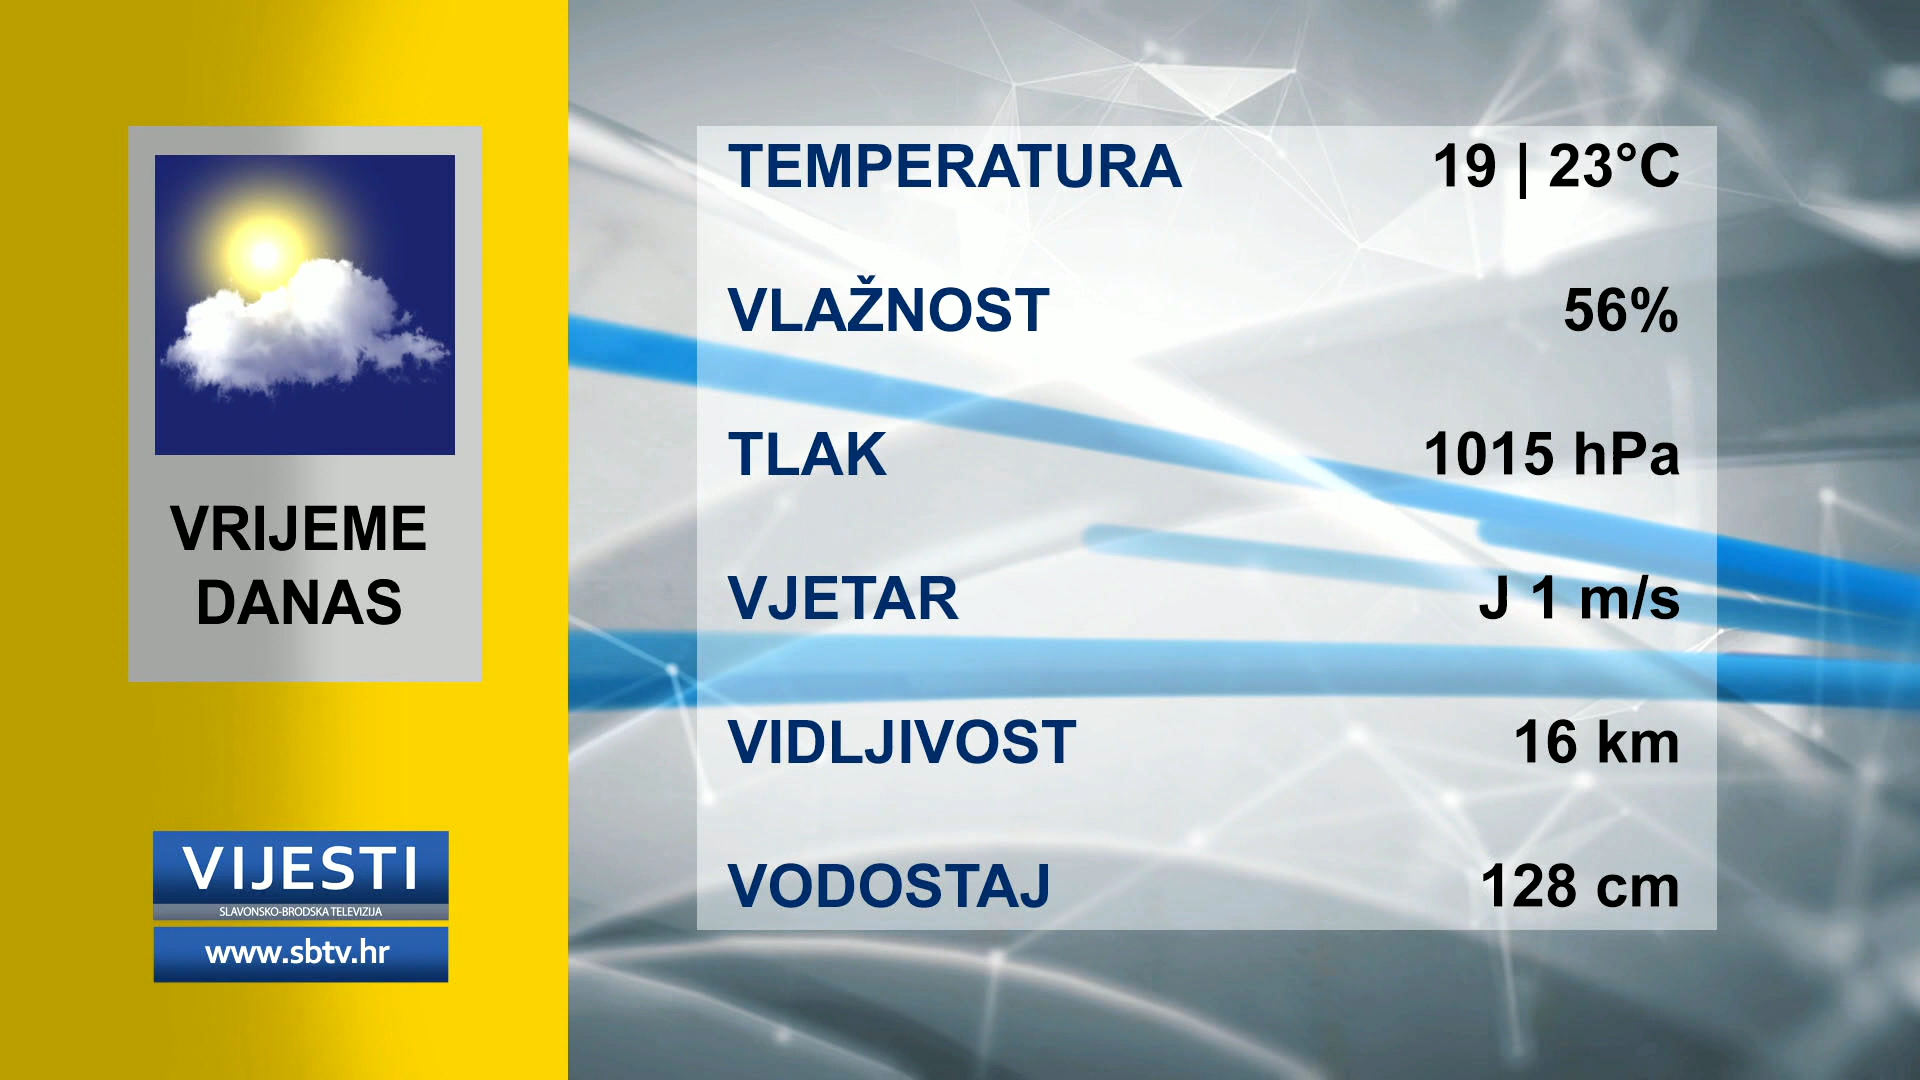 VRIJEME
DANAS
VIJESTI
SLAVONSKO-BRODSKA TELEVIZIJA
www.sbtv.hr
TEMPERATURA 19 | 23°C
VLAŽNOST 56%
TLAK 1015 hPa
VJETAR J 1 m/s
VIDLJIVOST 16 km
VODOSTAJ 128 cm